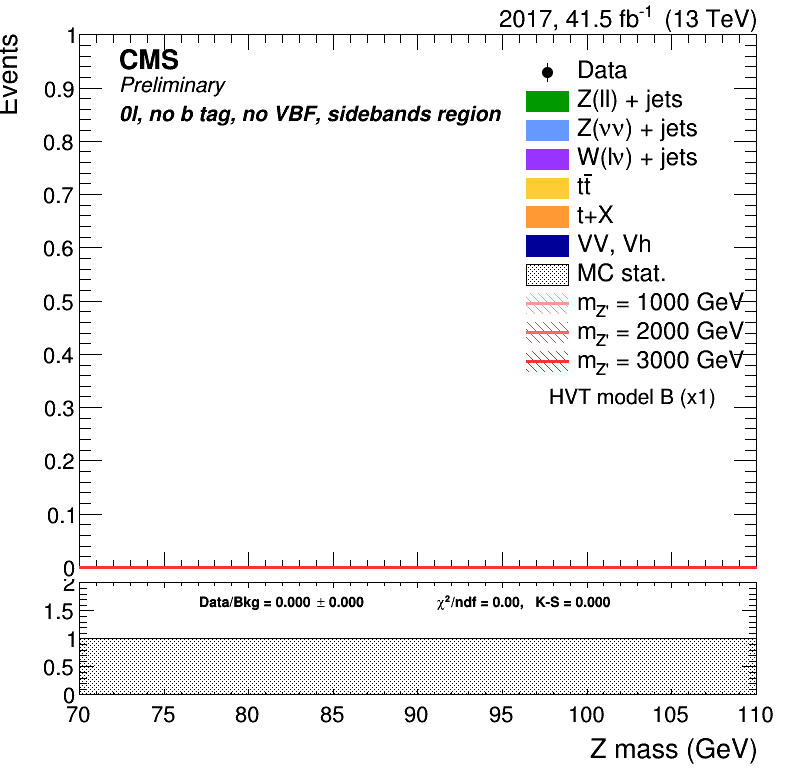 2017, 41.5 fb⁻¹ (13 TeV)
Events
CMS
Preliminary
0l, no b tag, no VBF, sidebands region
Data
Z(ll) + jets
Z(νν) + jets
W(lν) + jets
tt̄
t+X
VV, Vh
MC stat.
m_Z' = 1000 GeV
m_Z' = 2000 GeV
m_Z' = 3000 GeV
HVT model B (x1)
1
0.9
0.8
0.7
0.6
0.5
0.4
0.3
0.2
0.1
0
Data/Bkg = 0.000 ± 0.000 χ²/ndf = 0.00, K-S = 0.000
2
1.5
1
0.5
0
70 75 80 85 90 95 100 105 110
Z mass (GeV)